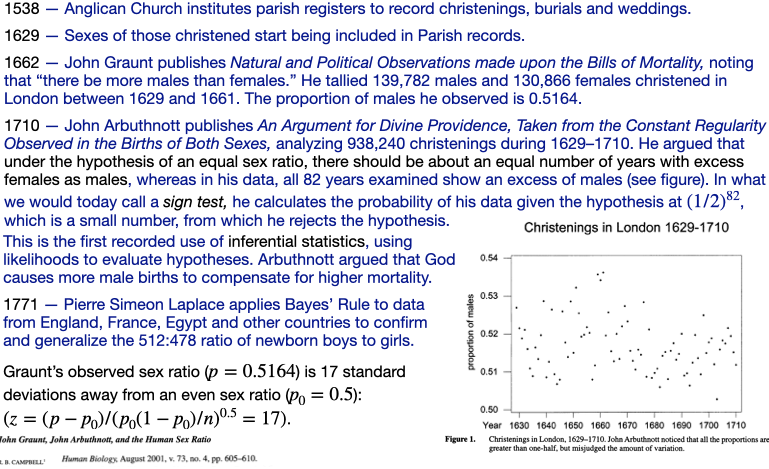 1538 — Anglican Church institutes parish registers to record christenings, burials and weddings.
1629 — Sexes of those christened start being included in Parish records.
1662 — John Graunt publishes Natural and Political Observations made upon the Bills of Mortality, noting
that “there be more males than females.” He tallied 139,782 males and 130,866 females christened in
London between 1629 and 1661. The proportion of males he observed is 0.5164.
1710 — John Arbuthnott publishes An Argument for Divine Providence, Taken from the Constant Regularity
Observed in the Births of Both Sexes, analyzing 938,240 christenings during 1629–1710. He argued that
under the hypothesis of an equal sex ratio, there should be about an equal number of years with excess
females as males, whereas in his data, all 82 years examined show an excess of males (see figure). In what
we would today call a sign test, he calculates the probability of his data given the hypothesis at (1/2)^82,
which is a small number, from which he rejects the hypothesis.
This is the first recorded use of inferential statistics, using
likelihoods to evaluate hypotheses. Arbuthnott argued that God
causes more male births to compensate for higher mortality.
1771 — Pierre Simeon Laplace applies Bayes’ Rule to data
from England, France, Egypt and other countries to confirm
and generalize the 512:478 ratio of newborn boys to girls.
Graunt’s observed sex ratio (p = 0.5164) is 17 standard
deviations away from an even sex ratio (p₀ = 0.5):
(z = (p − p₀)/(p₀(1 − p₀)/n)^0.5 = 17).
John Graunt, John Arbuthnott, and the Human Sex Ratio
R. B. CAMPBELL¹
Human Biology, August 2001, v. 73, no. 4, pp. 605–610.
Christenings in London 1629-1710
proportion of males
0.54
0.53
0.52
0.51
0.50
Year 1630 1640 1650 1660 1670 1680 1690 1700 1710
Figure 1. Christenings in London, 1629–1710. John Arbuthnott noticed that all the proportions are
greater than one-half, but misjudged the amount of variation.